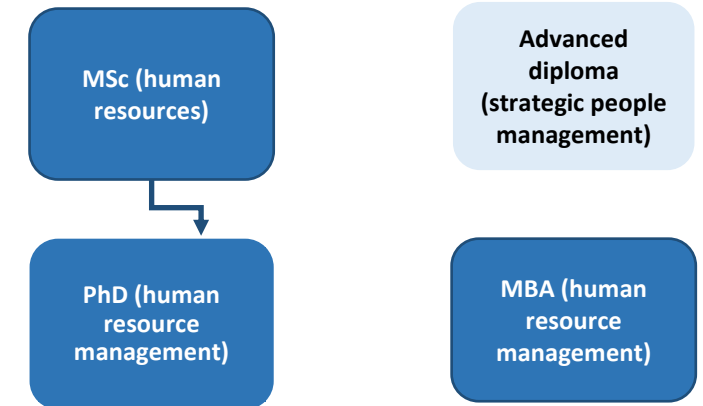 MSc (human
resources)
Advanced
diploma
(strategic people
management)
PhD (human
resource
management)
MBA (human
resource
management)